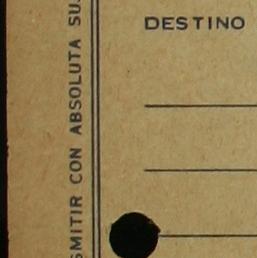 DESTINO
SMITIR CON ABSOLUTA SU